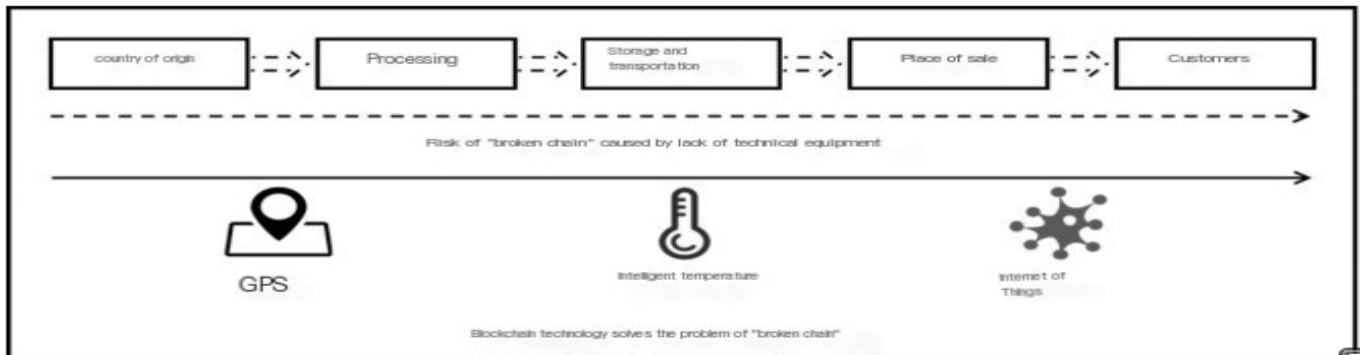 country of origin
Processing
Storage and
transportation
Place of sale
Customers
Risk of "broken chain" caused by lack of technical equipment
GPS
Intelligent temperature
Internet of
Things
Blockchain technology solves the problem of "broken chain"